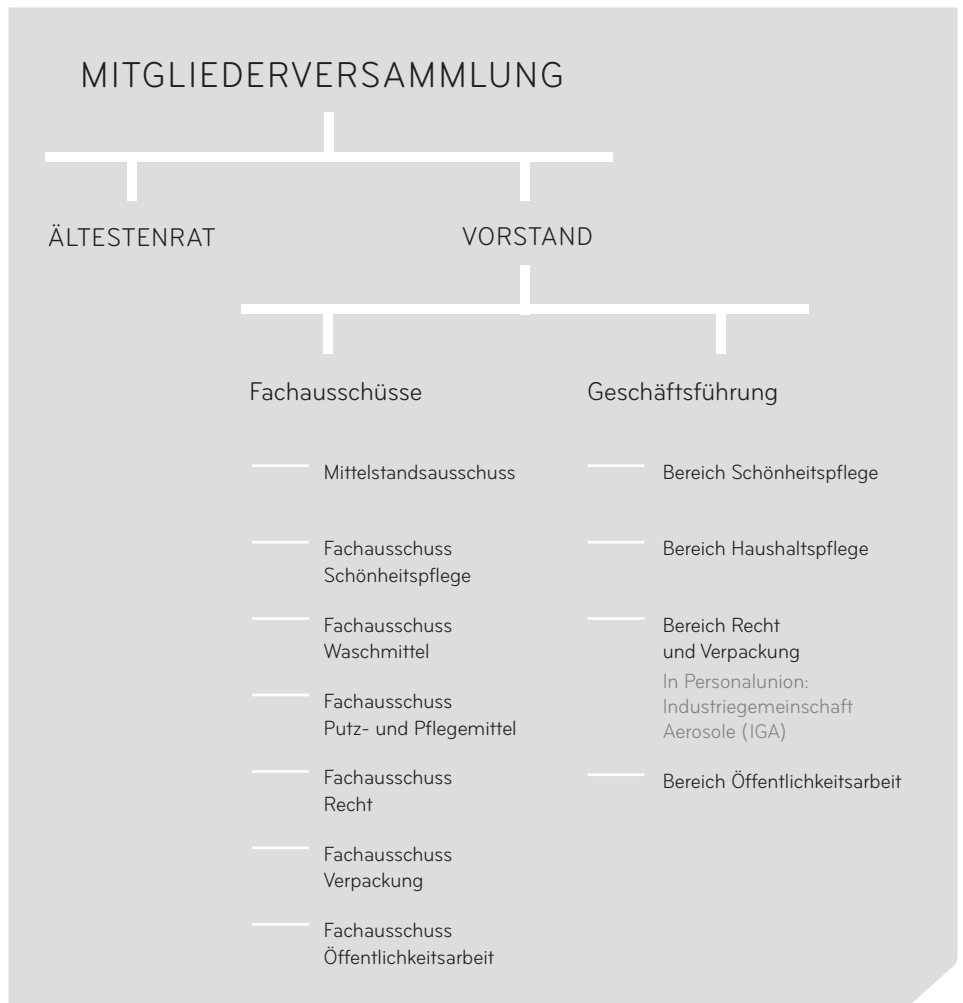 MITGLIEDERVERSAMMLUNG
ÄLTESTENRAT
VORSTAND
Fachausschüsse
Mittelstandsausschuss
Fachausschuss
Schönheitspflege
Fachausschuss
Waschmittel
Fachausschuss
Putz- und Pflegemittel
Fachausschuss
Recht
Fachausschuss
Verpackung
Fachausschuss
Öffentlichkeitsarbeit
Geschäftsführung
Bereich Schönheitspflege
Bereich Haushaltspflege
Bereich Recht
und Verpackung
In Personalunion:
Industriegemeinschaft
Aerosole (IGA)
Bereich Öffentlichkeitsarbeit